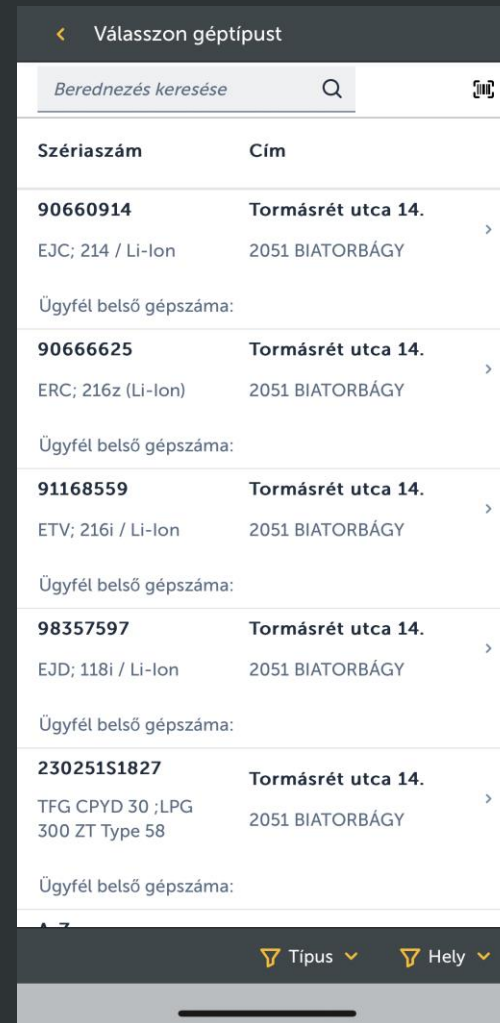 Válasszon géptípust
Berednezés keresése
Szériaszám Cím
90660914 Tormásrét utca 14.
EJC; 214 / Li-Ion 2051 BIATORBÁGY
Ügyfél belső gépszáma:
90666625 Tormásrét utca 14.
ERC; 216z (Li-Ion) 2051 BIATORBÁGY
Ügyfél belső gépszáma:
91168559 Tormásrét utca 14.
ETV; 216i / Li-Ion 2051 BIATORBÁGY
Ügyfél belső gépszáma:
98357597 Tormásrét utca 14.
EJD; 118i / Li-Ion 2051 BIATORBÁGY
Ügyfél belső gépszáma:
230251S1827 Tormásrét utca 14.
TFG CPYD 30 ;LPG 2051 BIATORBÁGY
300 ZT Type 58
Ügyfél belső gépszáma:
Típus Hely